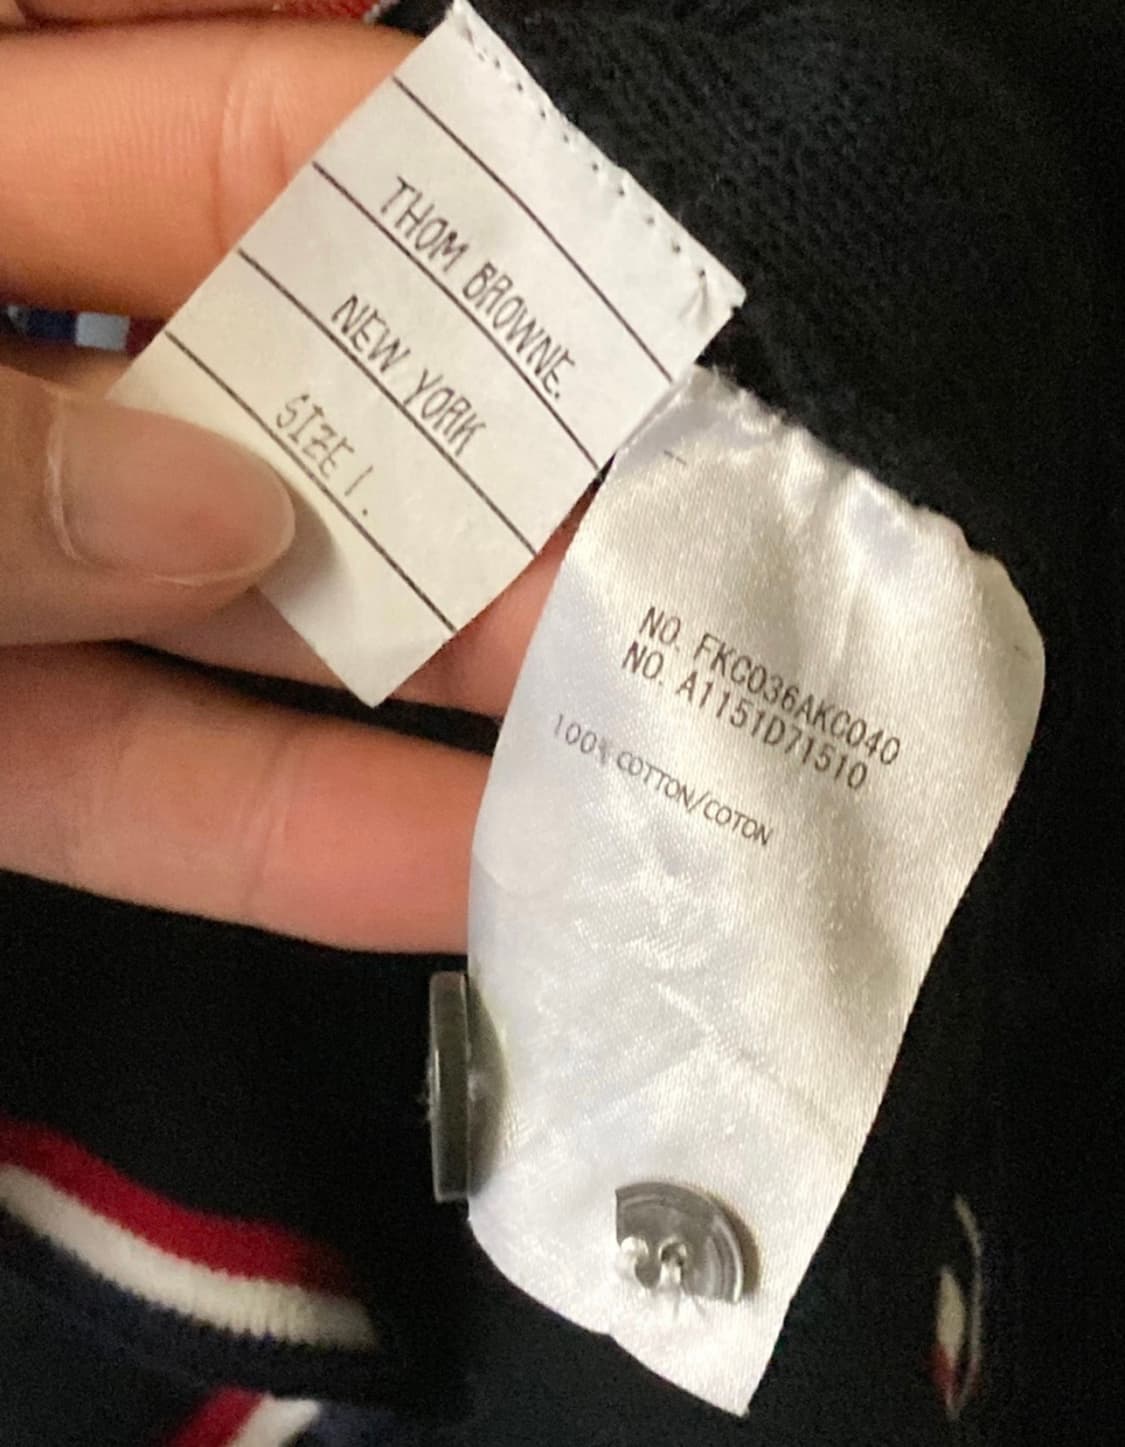 THOM BROWNE.
NEW YORK
SIZE 1.
NO. FKC036AKC040
NO. A1151D71510
100% COTTON/COTON